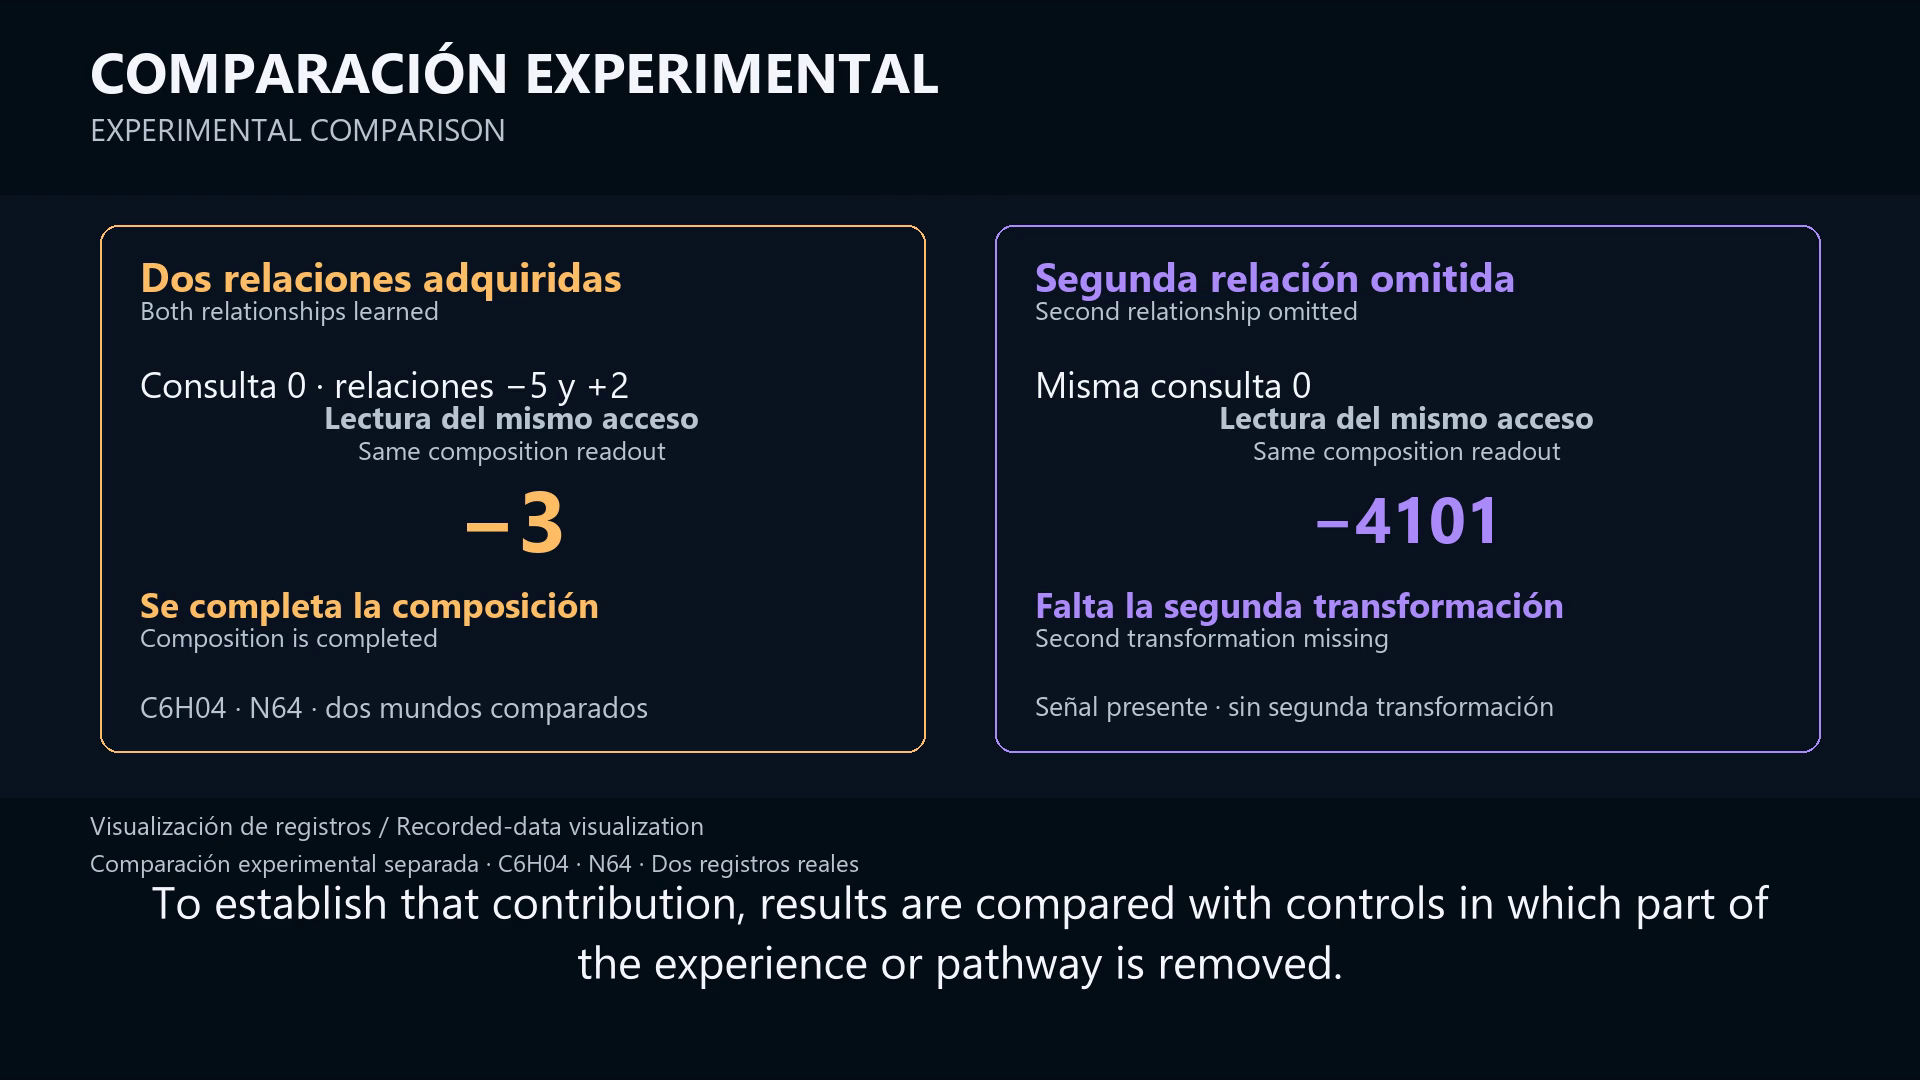 COMPARACIÓN EXPERIMENTAL
EXPERIMENTAL COMPARISON
Dos relaciones adquiridas
Both relationships learned
Consulta 0 · relaciones −5 y +2
Lectura del mismo acceso
Same composition readout
−3
Se completa la composición
Composition is completed
C6H04 · N64 · dos mundos comparados
Segunda relación omitida
Second relationship omitted
Misma consulta 0
Lectura del mismo acceso
Same composition readout
−4101
Falta la segunda transformación
Second transformation missing
Señal presente · sin segunda transformación
Visualización de registros / Recorded-data visualization
Comparación experimental separada · C6H04 · N64 · Dos registros reales
To establish that contribution, results are compared with controls in which part of
the experience or pathway is removed.